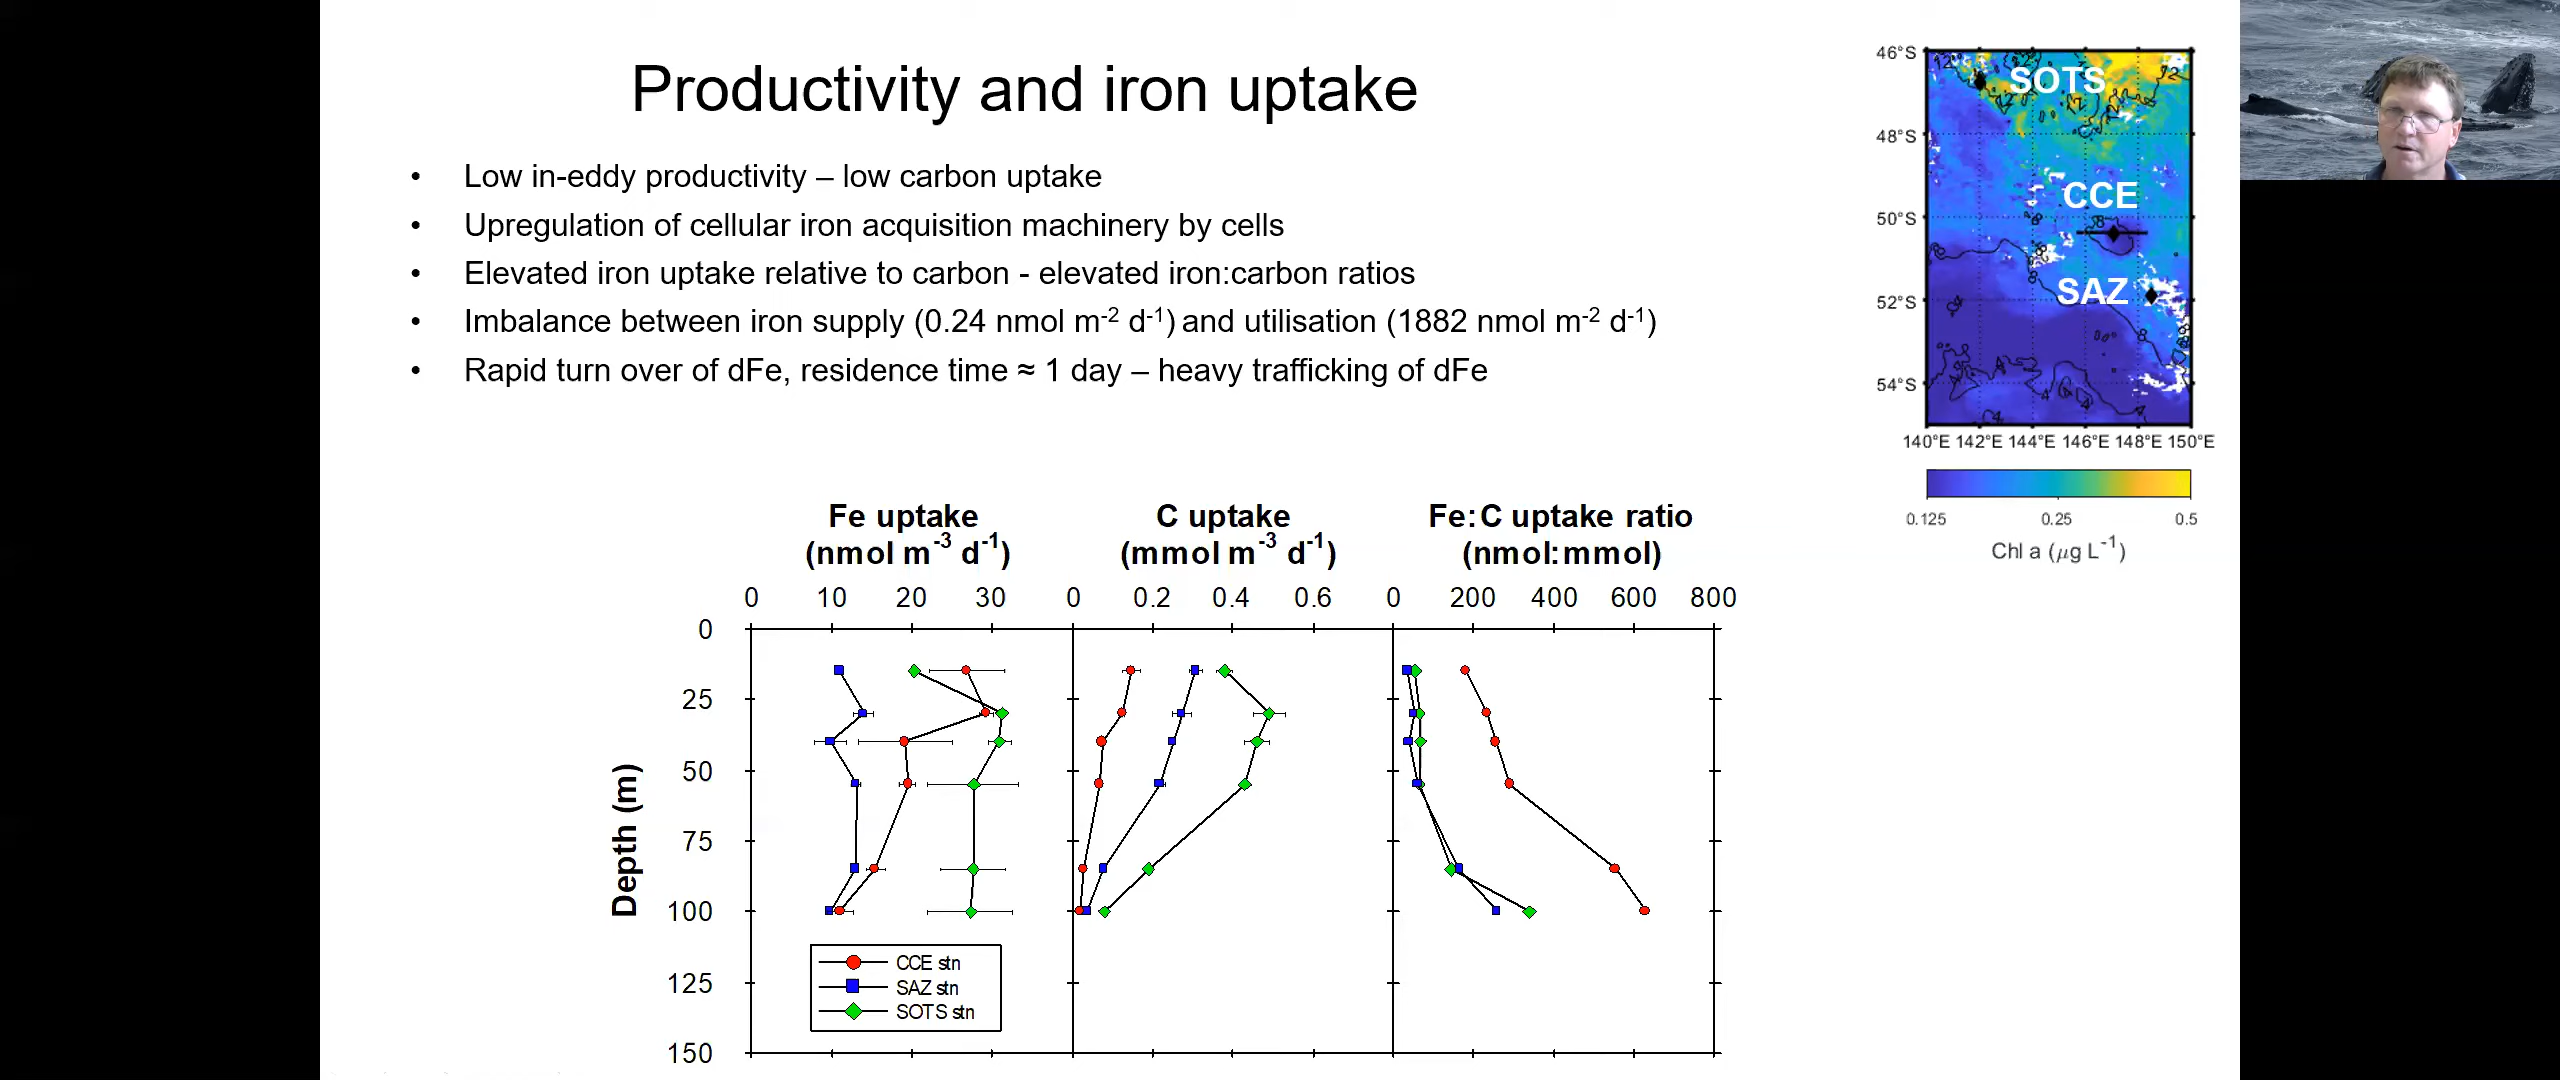 Productivity and iron uptake
• Low in-eddy productivity – low carbon uptake
• Upregulation of cellular iron acquisition machinery by cells
• Elevated iron uptake relative to carbon - elevated iron:carbon ratios
• Imbalance between iron supply (0.24 nmol m-2 d-1) and utilisation (1882 nmol m-2 d-1)
• Rapid turn over of dFe, residence time ≈ 1 day – heavy trafficking of dFe
46°S
48°S
50°S
52°S
54°S
SOTS
CCE
SAZ
140°E 142°E 144°E 146°E 148°E 150°E
0.125 0.25 0.5
Chl a (μg L-1)
Fe uptake
(nmol m-3 d-1)
C uptake
(mmol m-3 d-1)
Fe:C uptake ratio
(nmol:mmol)
0 10 20 30
0 0.2 0.4 0.6
0 200 400 600 800
Depth (m)
0
25
50
75
100
125
150
CCE stn
SAZ stn
SOTS stn